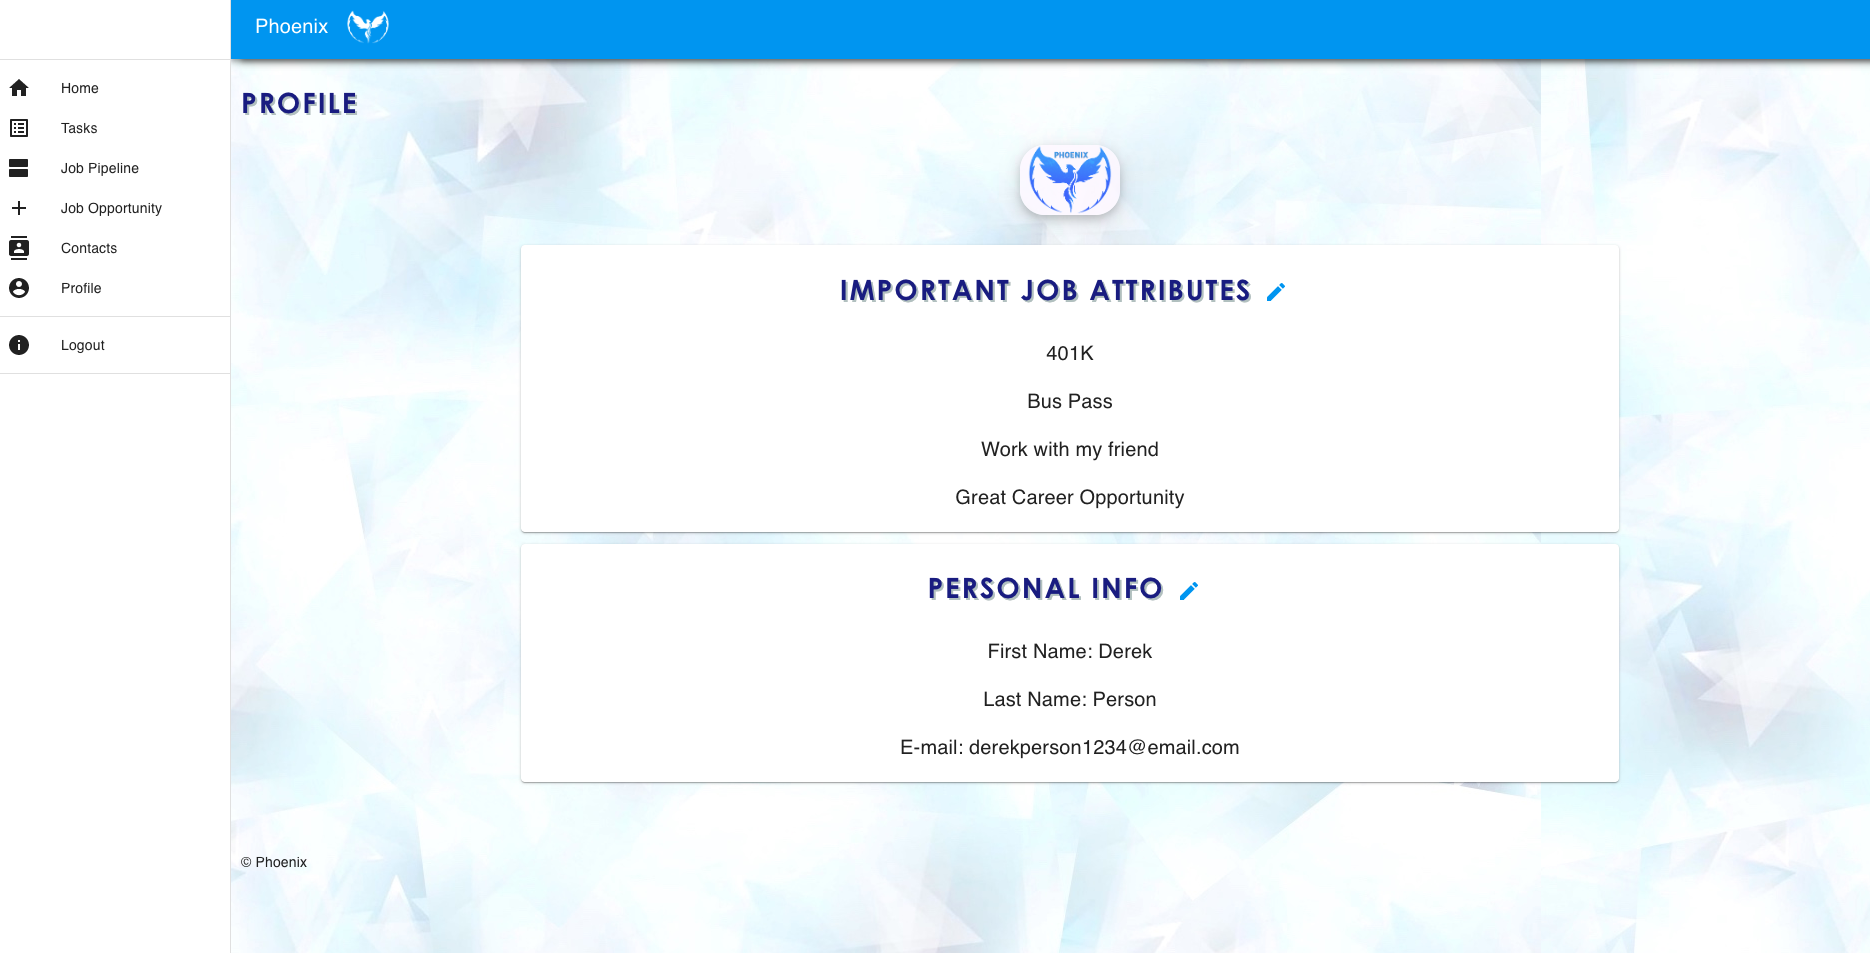 Phoenix
Home
Tasks
Job Pipeline
Job Opportunity
Contacts
Profile
Logout
PROFILE
PHOENIX
IMPORTANT JOB ATTRIBUTES
401K
Bus Pass
Work with my friend
Great Career Opportunity
PERSONAL INFO
First Name: Derek
Last Name: Person
E-mail: derekperson1234@email.com
© Phoenix